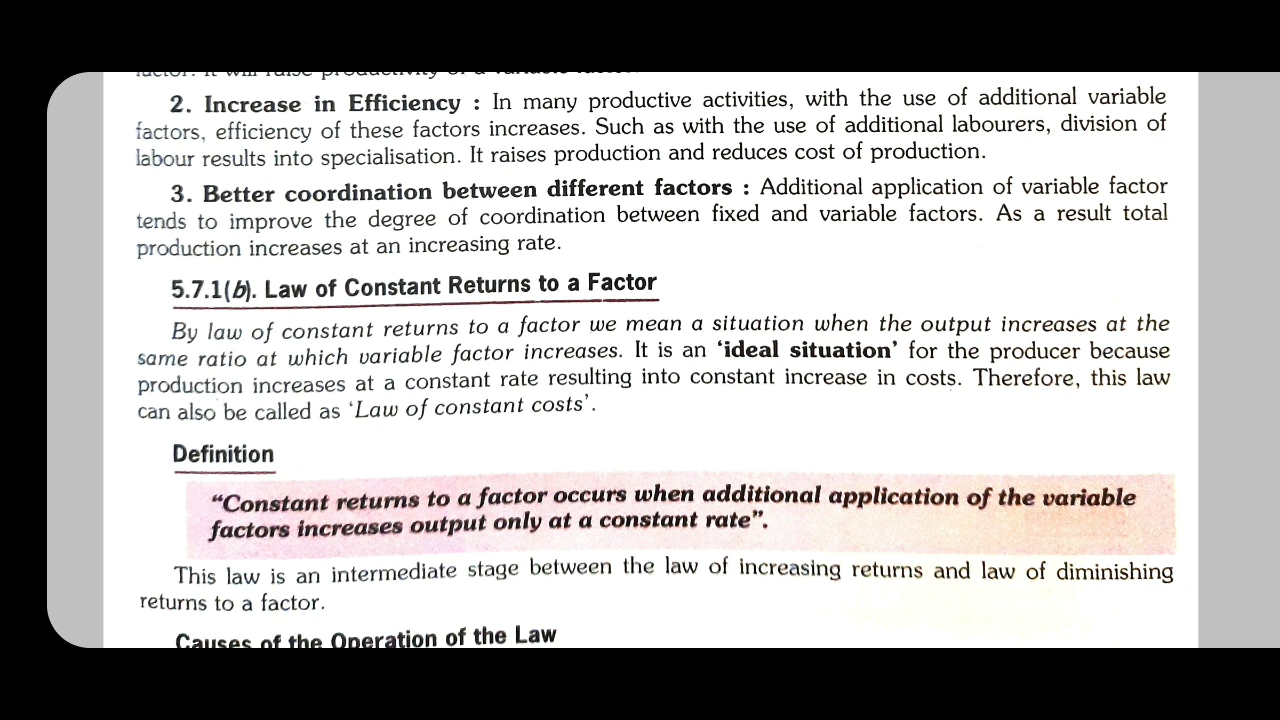 factor. It will raise productivity of a variable factor.
2. Increase in Efficiency : In many productive activities, with the use of additional variable
factors, efficiency of these factors increases. Such as with the use of additional labourers, division of
labour results into specialisation. It raises production and reduces cost of production.
3. Better coordination between different factors : Additional application of variable factor
tends to improve the degree of coordination between fixed and variable factors. As a result total
production increases at an increasing rate.
5.7.1(b). Law of Constant Returns to a Factor
By law of constant returns to a factor we mean a situation when the output increases at the
same ratio at which variable factor increases. It is an ‘ideal situation’ for the producer because
production increases at a constant rate resulting into constant increase in costs. Therefore, this law
can also be called as ‘Law of constant costs’.
Definition
“Constant returns to a factor occurs when additional application of the variable
factors increases output only at a constant rate”.
This law is an intermediate stage between the law of increasing returns and law of diminishing
returns to a factor.
Causes of the Operation of the Law